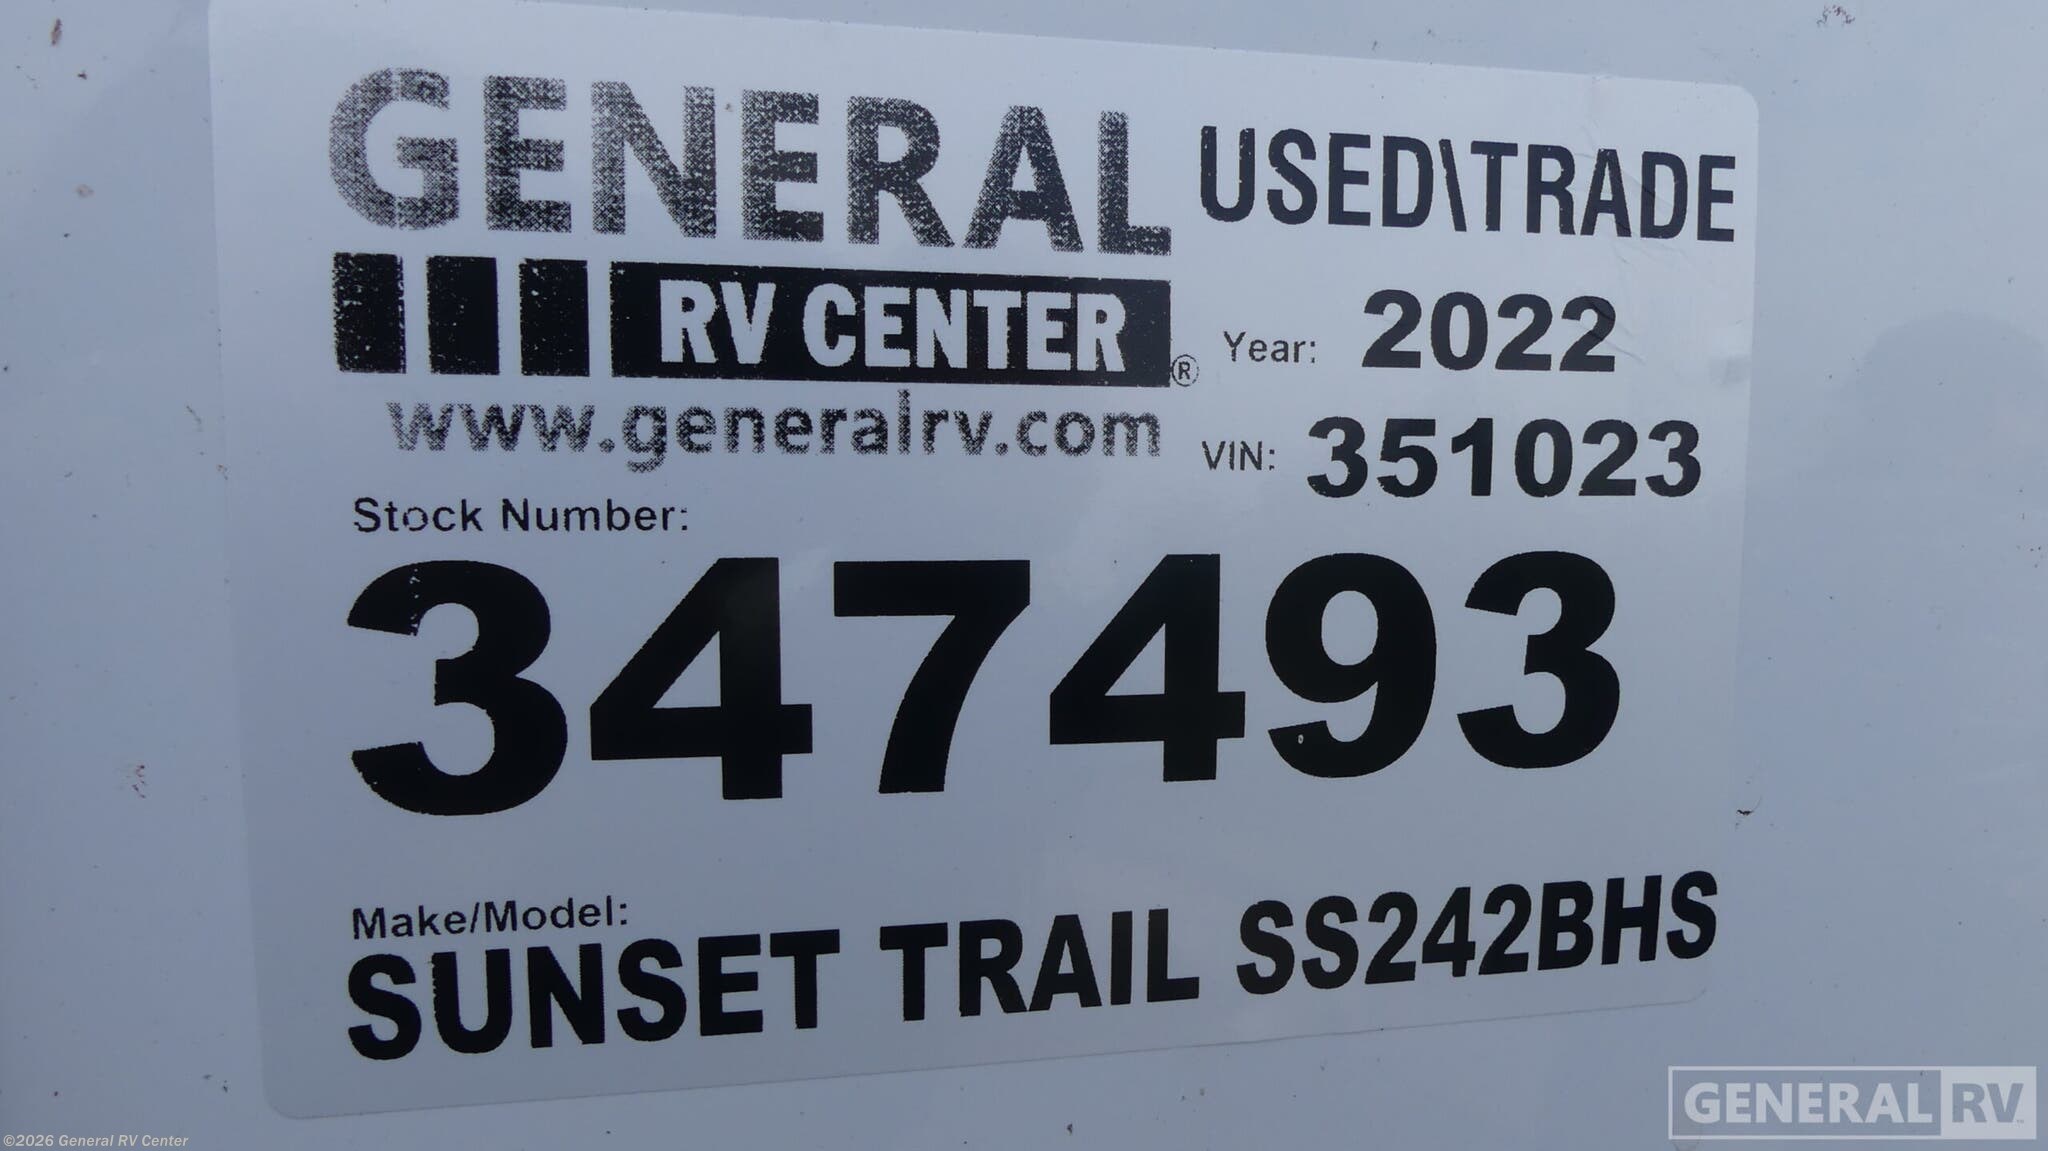 GENERAL
RV CENTER®
www.generalrv.com
USED\TRADE
Year: 2022
VIN: 351023
Stock Number:
347493
Make/Model:
SUNSET TRAIL SS242BHS
GENERAL RV™
©2026 General RV Center